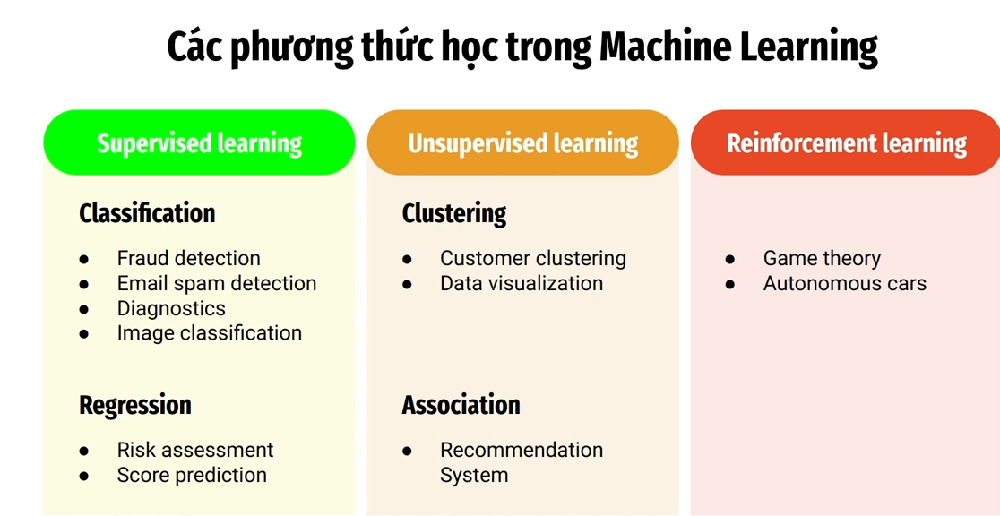 Các phương thức học trong Machine Learning
Supervised learning
Classification
● Fraud detection
● Email spam detection
● Diagnostics
● Image classification
Regression
● Risk assessment
● Score prediction
Unsupervised learning
Clustering
● Customer clustering
● Data visualization
Association
● Recommendation
System
Reinforcement learning
● Game theory
● Autonomous cars